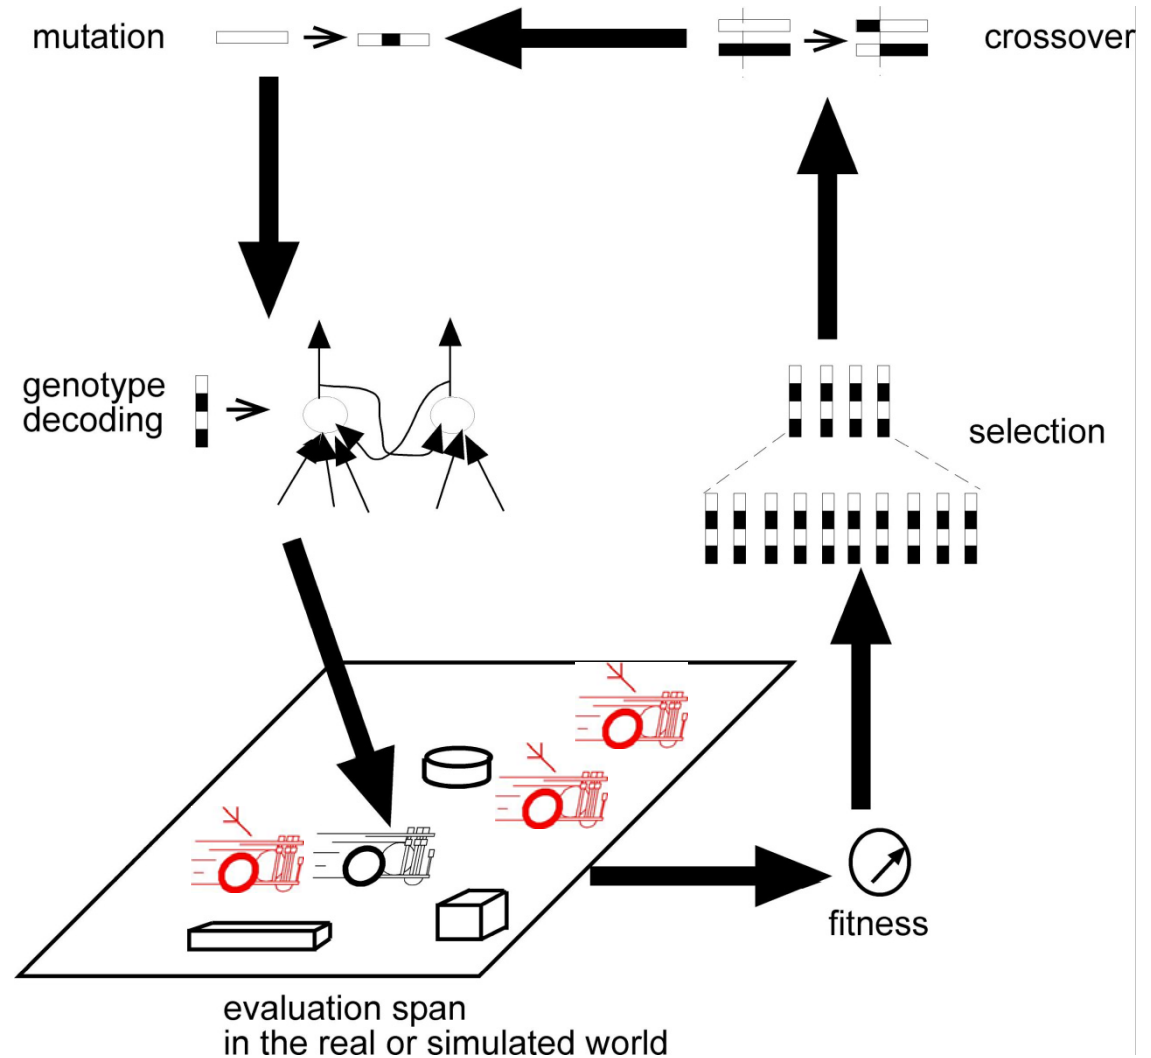 mutation
crossover
genotype
decoding
selection
fitness
evaluation span
in the real or simulated world